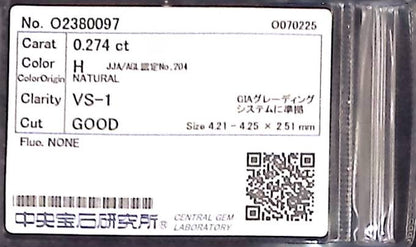 No. O2380097 O070225
Carat 0.274 ct
Color H JJA/AGL認定No.204
ColorOrigin NATURAL
Clarity VS-1 GIAグレーディング
システムに準拠
Cut GOOD Size 4.21 - 4.25 × 2.51 mm
Fluo. NONE
中央宝石研究所® CENTRAL GEM
LABORATORY